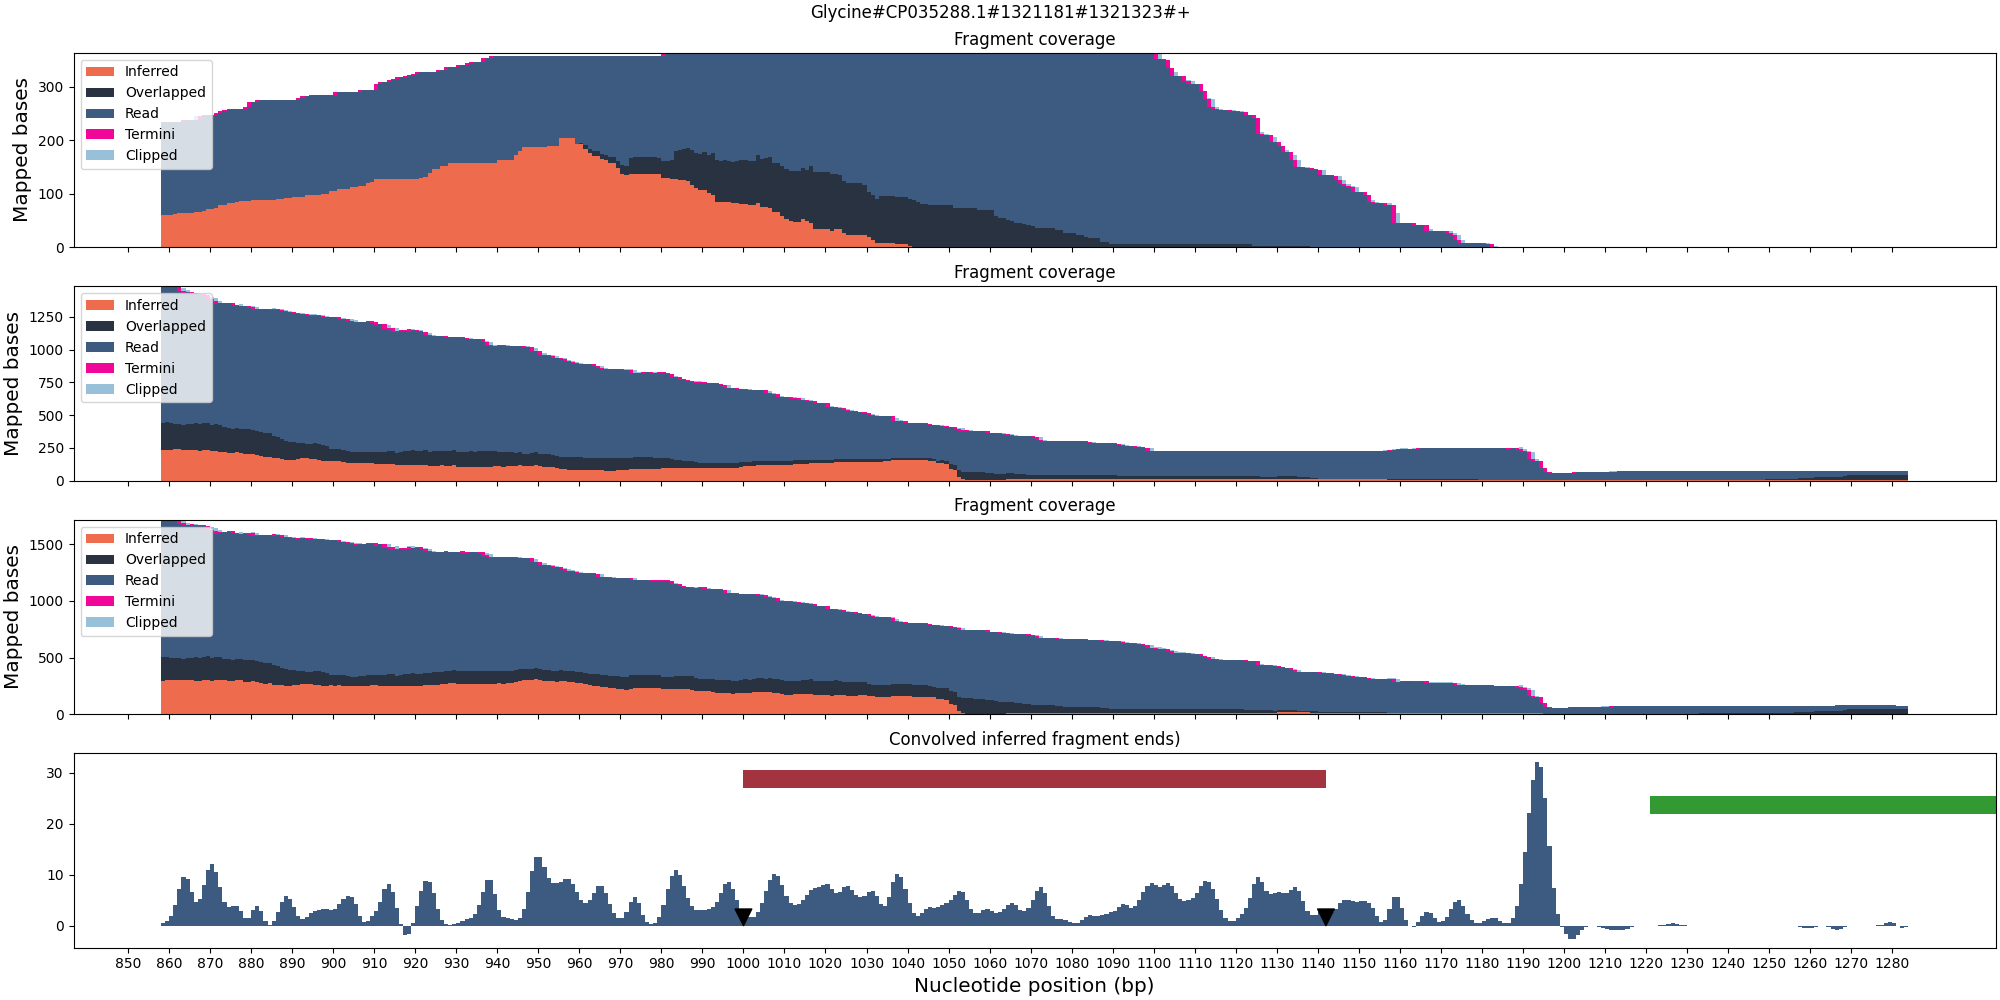 Glycine#CP035288.1#1321181#1321323#+
Fragment coverage
Mapped bases
300
200
100
0
Inferred
Overlapped
Read
Termini
Clipped
Fragment coverage
Mapped bases
1250
1000
750
500
250
0
Inferred
Overlapped
Read
Termini
Clipped
Fragment coverage
Mapped bases
1500
1000
500
0
Inferred
Overlapped
Read
Termini
Clipped
Convolved inferred fragment ends)
30
20
10
0
850 860 870 880 890 900 910 920 930 940 950 960 970 980 990 1000 1010 1020 1030 1040 1050 1060 1070 1080 1090 1100 1110 1120 1130 1140 1150 1160 1170 1180 1190 1200 1210 1220 1230 1240 1250 1260 1270 1280
Nucleotide position (bp)